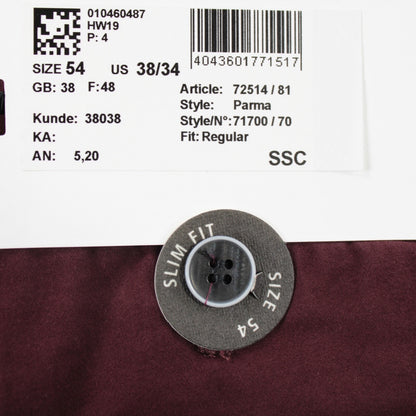 010460487
HW19
P: 4
4043601771517
SIZE 54 US 38/34
GB: 38 F: 48
Kunde: 38038
KA:
AN: 5,20
Article: 72514 / 81
Style: Parma
Style/N°: 71700 / 70
Fit: Regular
SSC
SLIM FIT
SIZE 54